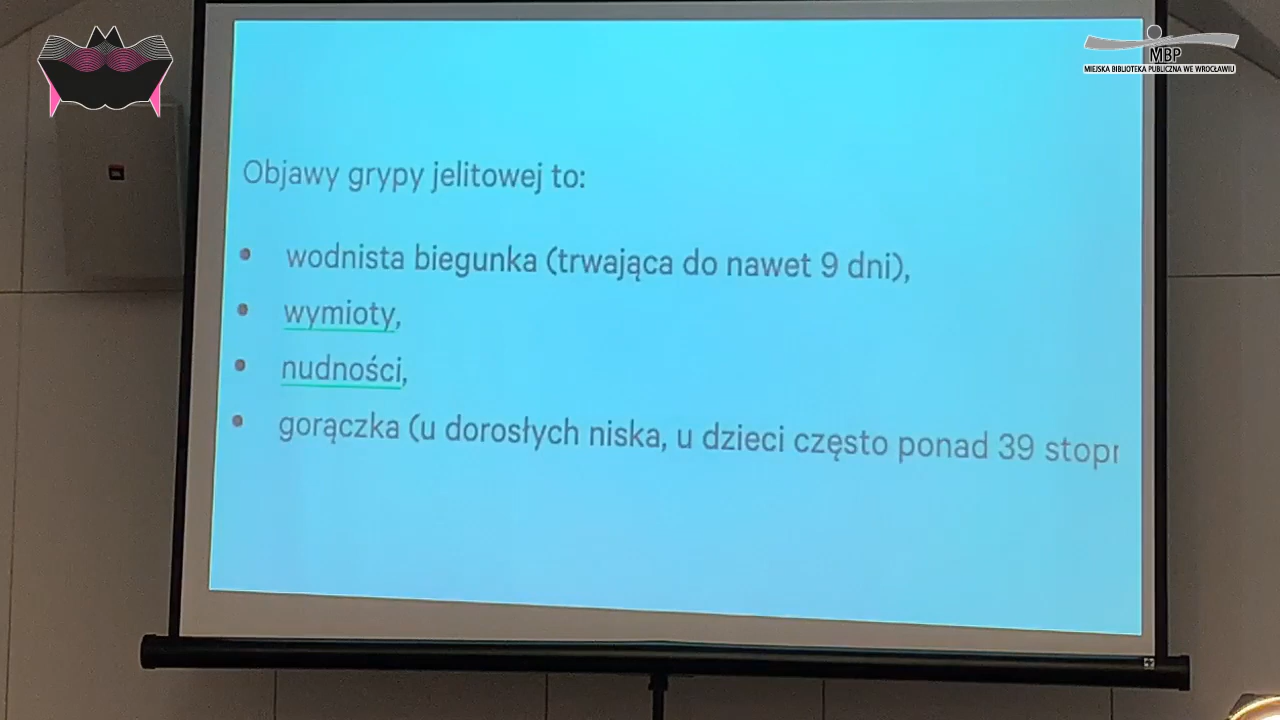 MBP
MIEJSKA BIBLIOTEKA PUBLICZNA WE WROCŁAWIU
Objawy grypy jelitowej to:
• wodnista biegunka (trwająca do nawet 9 dni),
• wymioty,
• nudności,
• gorączka (u dorosłych niska, u dzieci często ponad 39 stopr